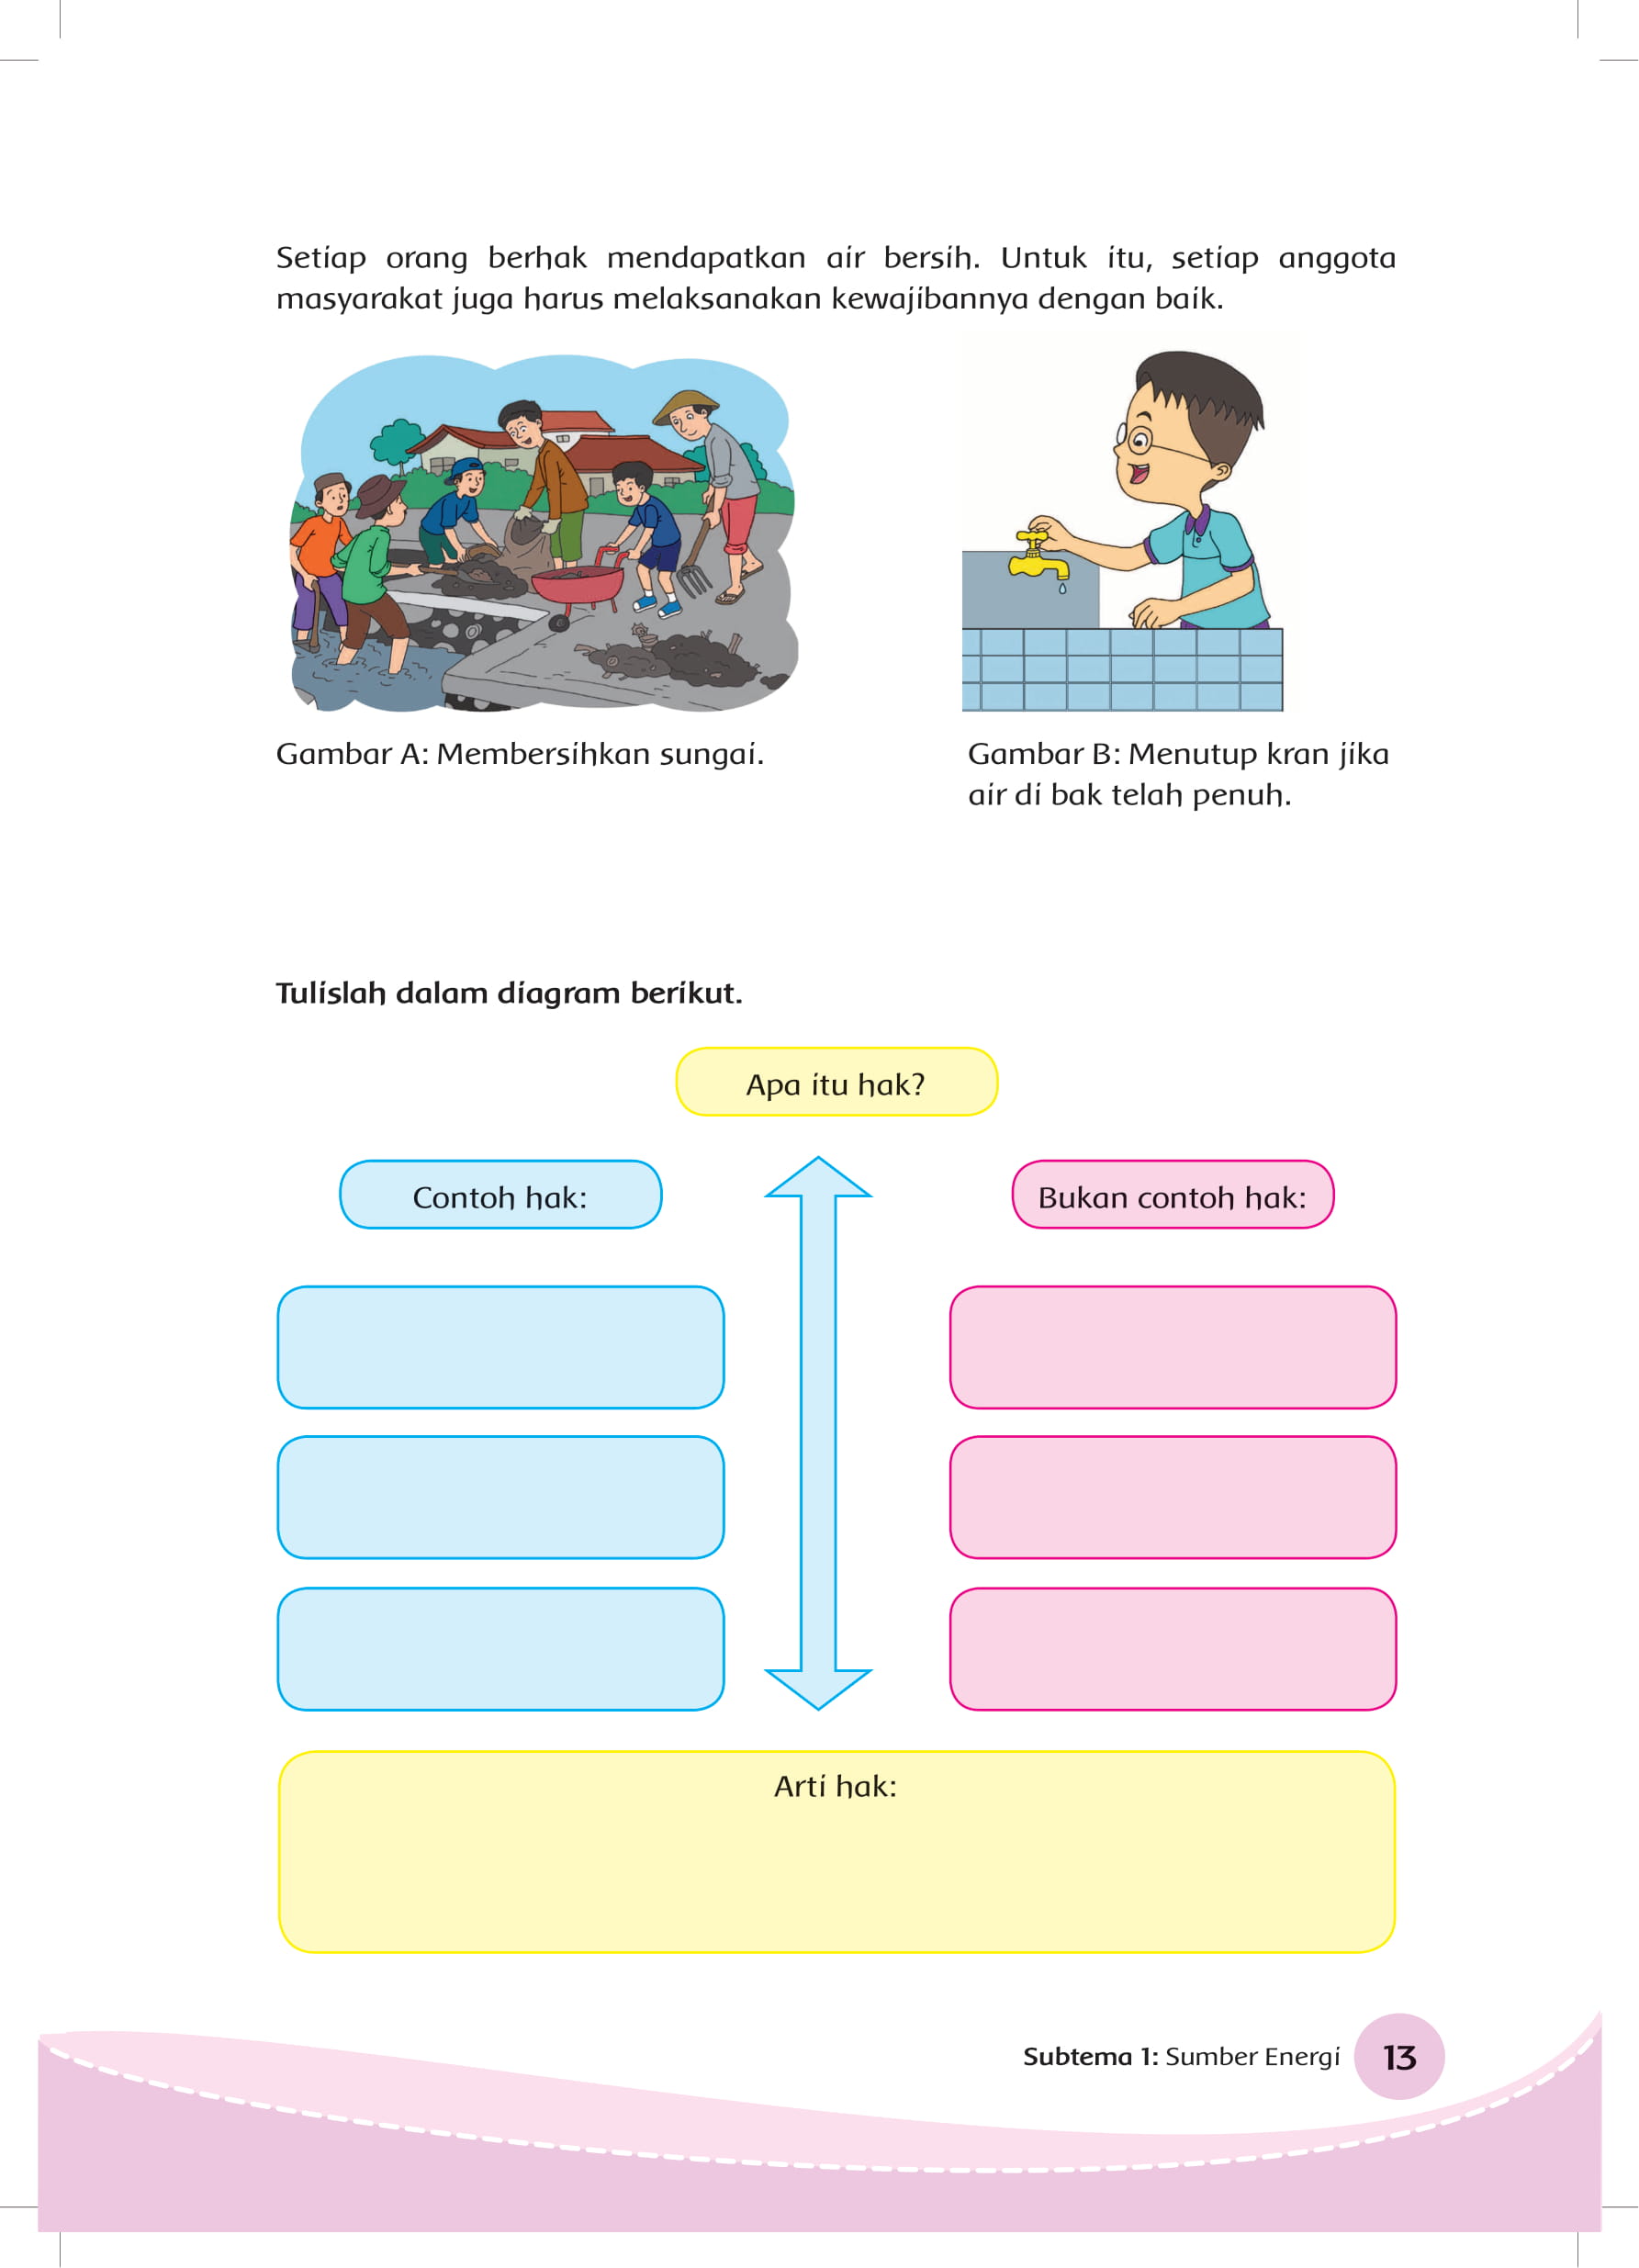 Setiap orang berhak mendapatkan air bersih. Untuk itu, setiap anggota
masyarakat juga harus melaksanakan kewajibannya dengan baik.
Gambar A: Membersihkan sungai.
Gambar B: Menutup kran jika
air di bak telah penuh.
Tulislah dalam diagram berikut.
Apa itu hak?
Contoh hak:
Bukan contoh hak:
Arti hak:
Subtema 1: Sumber Energi
13